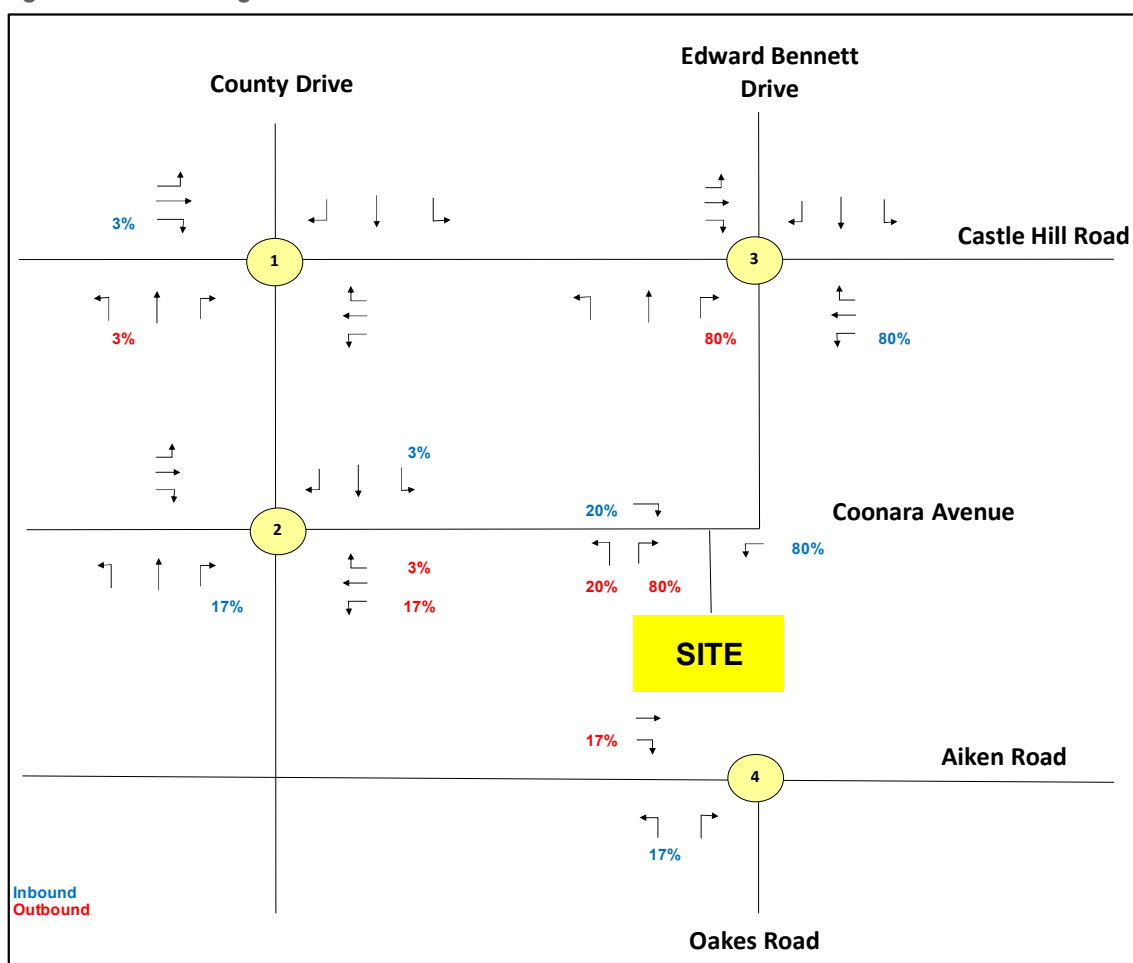 Edward Bennett
Drive
County Drive
3%
Castle Hill Road
1
3
3%
80%
80%
3%
20%
Coonara Avenue
2
80%
3%
20%
80%
17%
17%
SITE
17%
Aiken Road
4
17%
Inbound
Outbound
Oakes Road